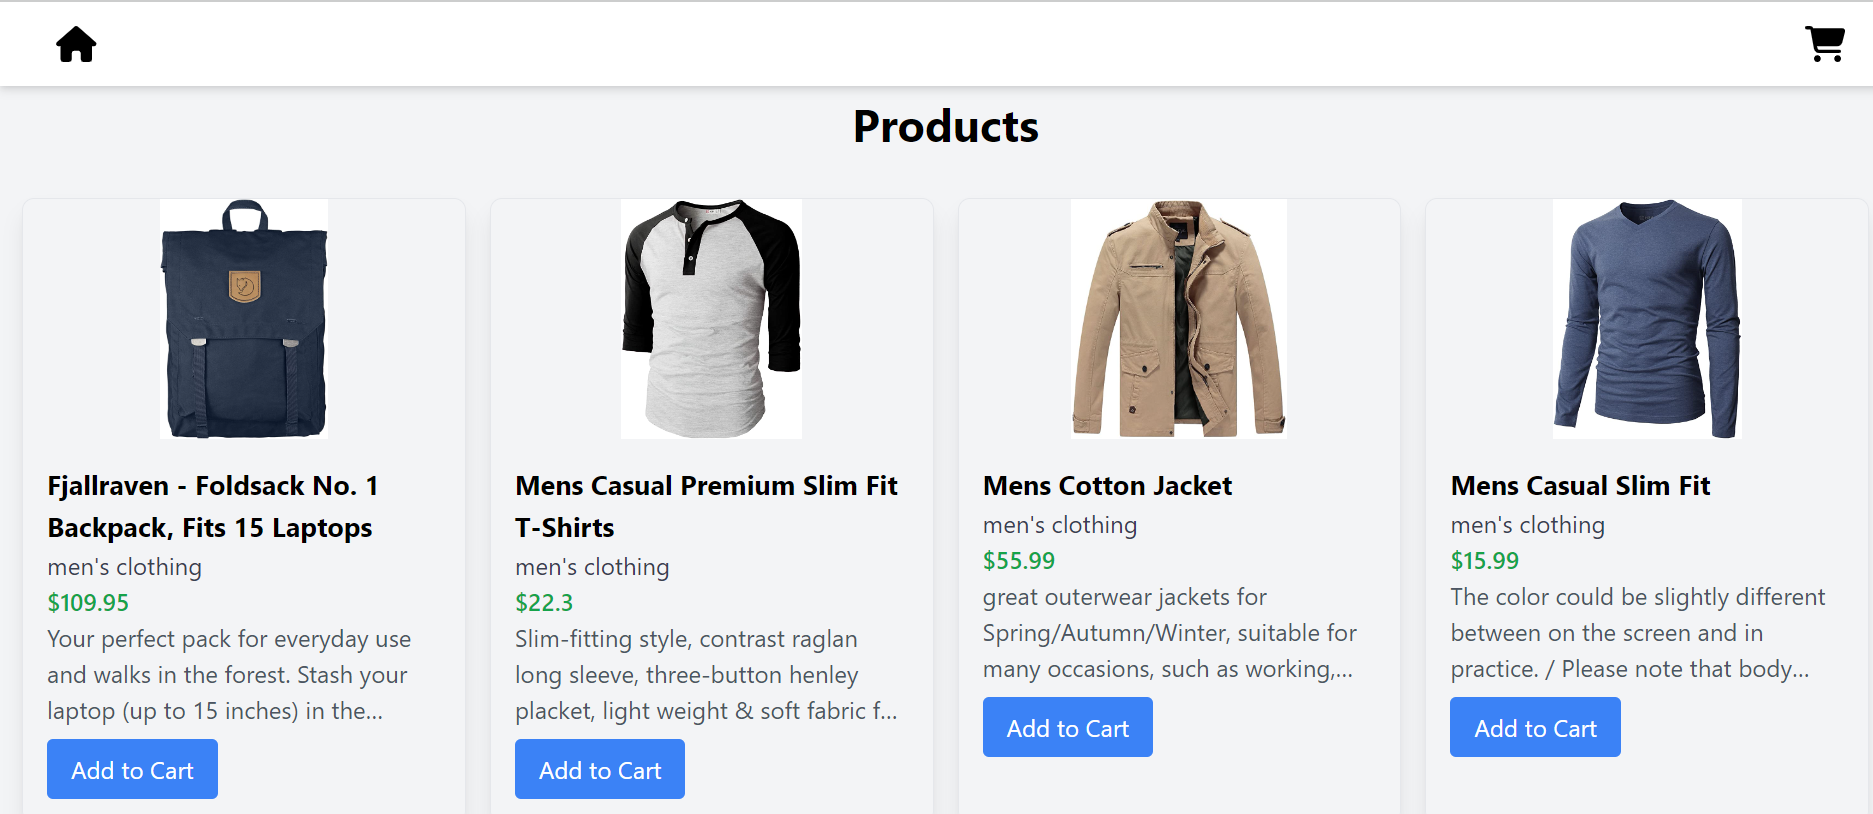 Products
Fjallraven - Foldsack No. 1
Backpack, Fits 15 Laptops
men's clothing
$109.95
Your perfect pack for everyday use
and walks in the forest. Stash your
laptop (up to 15 inches) in the...
Add to Cart
Mens Casual Premium Slim Fit
T-Shirts
men's clothing
$22.3
Slim-fitting style, contrast raglan
long sleeve, three-button henley
placket, light weight & soft fabric f...
Add to Cart
Mens Cotton Jacket
men's clothing
$55.99
great outerwear jackets for
Spring/Autumn/Winter, suitable for
many occasions, such as working,...
Add to Cart
Mens Casual Slim Fit
men's clothing
$15.99
The color could be slightly different
between on the screen and in
practice. / Please note that body...
Add to Cart